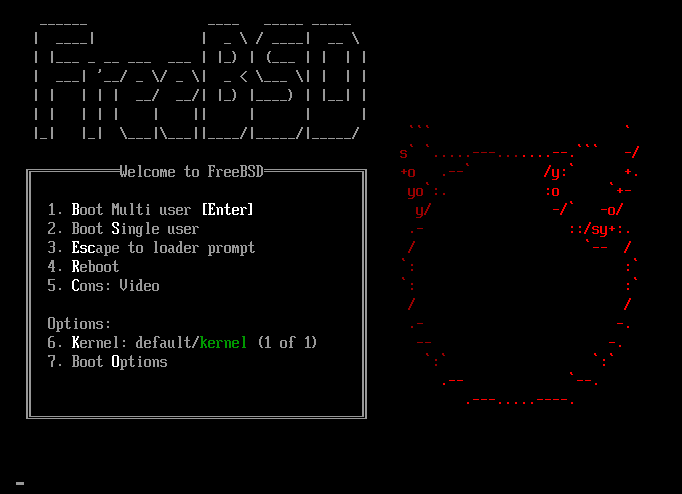 FreeBSD
Welcome to FreeBSD
1. Boot Multi user [Enter]
2. Boot Single user
3. Escape to loader prompt
4. Reboot
5. Cons: Video
Options:
6. Kernel: default/kernel (1 of 1)
7. Boot Options